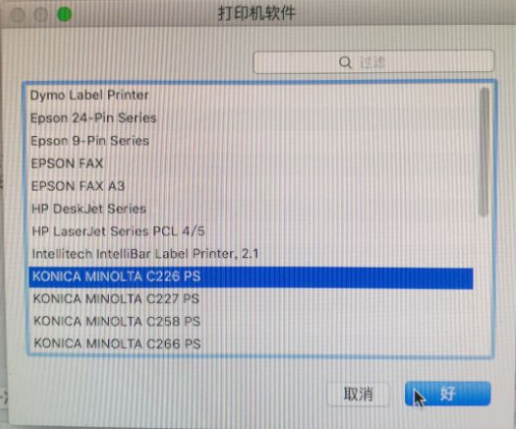 打印机软件
过滤
Dymo Label Printer
Epson 24-Pin Series
Epson 9-Pin Series
EPSON FAX
EPSON FAX A3
HP DeskJet Series
HP LaserJet Series PCL 4/5
Intellitech IntelliBar Label Printer, 2.1
KONICA MINOLTA C226 PS
KONICA MINOLTA C227 PS
KONICA MINOLTA C258 PS
KONICA MINOLTA C266 PS
取消 好